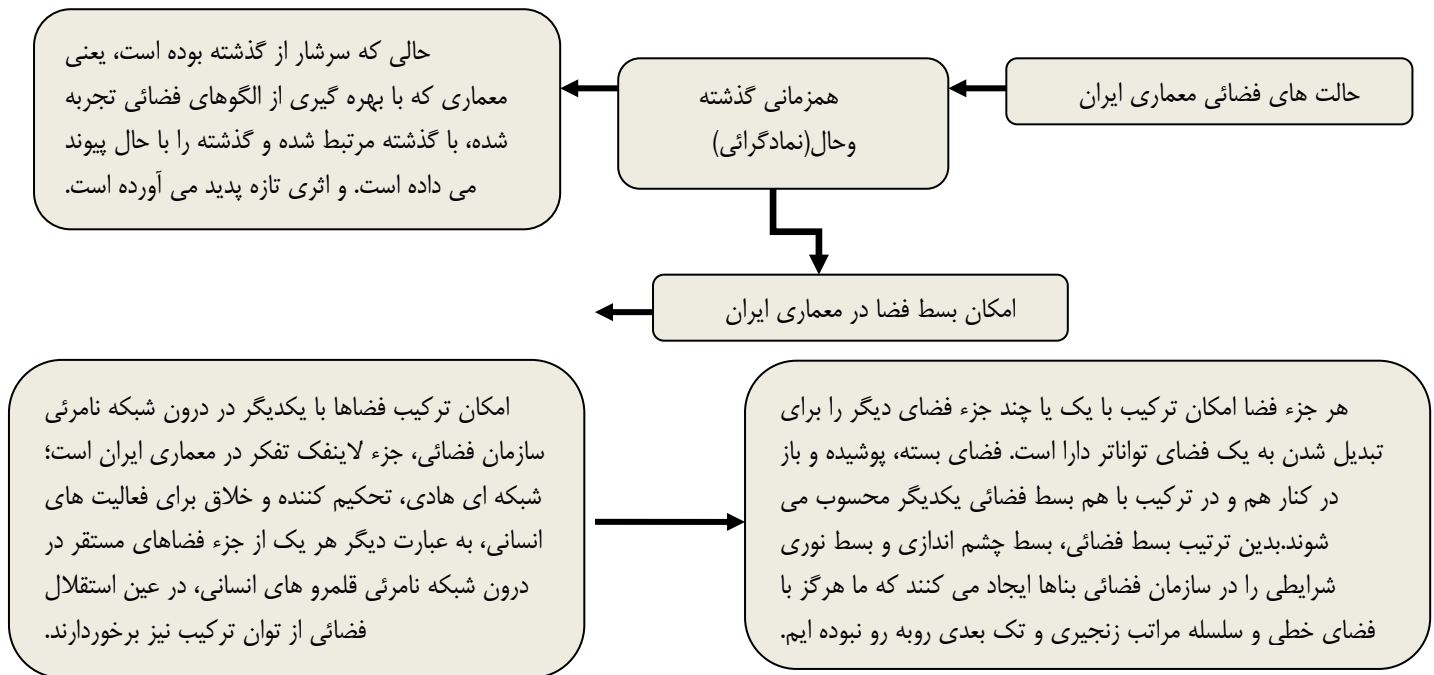 حالت های فضائی معماری ایران
همزمانی گذشته
وحال(نمادگرائی)
حالی که سرشار از گذشته بوده است، یعنی
معماری که با بهره گیری از الگوهای فضائی تجربه
شده، با گذشته مرتبط شده و گذشته را با حال پیوند
می داده است. و اثری تازه پدید می آورده است.
امکان بسط فضا در معماری ایران
امکان ترکیب فضاها با یکدیگر در درون شبکه نامرئی
سازمان فضائی، جزء لاینفک تفکر در معماری ایران است؛
شبکه ای هادی، تحکیم کننده و خلاق برای فعالیت های
انسانی، به عبارت دیگر هر یک از جزء فضاهای مستقر در
درون شبکه نامرئی قلمرو های انسانی، در عین استقلال
فضائی از توان ترکیب نیز برخوردارند.
هر جزء فضا امکان ترکیب با یک یا چند جزء فضای دیگر را برای
تبدیل شدن به یک فضای تواناتر دارا است. فضای بسته، پوشیده و باز
در کنار هم و در ترکیب با هم بسط فضائی یکدیگر محسوب می
شوند.بدین ترتیب بسط فضائی، بسط چشم اندازی و بسط نوری
شرایطی را در سازمان فضائی بناها ایجاد می کنند که ما هرگز با
فضای خطی و سلسله مراتب زنجیری و تک بعدی روبه رو نبوده ایم.